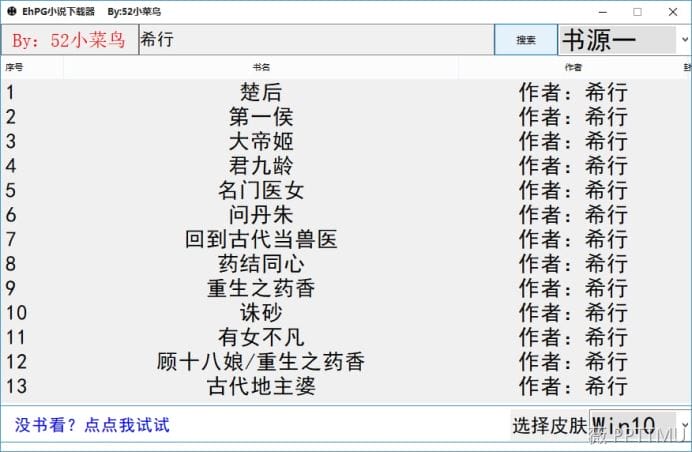 EhPG小说下载器 By:52小菜鸟
By: 52小菜鸟 希行 搜索 书源一
序号 书名 作者
1 楚后 作者：希行
2 第一侯 作者：希行
3 大帝姬 作者：希行
4 君九龄 作者：希行
5 名门医女 作者：希行
6 问丹朱 作者：希行
7 回到古代当兽医 作者：希行
8 药结同心 作者：希行
9 重生之药香 作者：希行
10 诛砂 作者：希行
11 有女不凡 作者：希行
12 顾十八娘/重生之药香 作者：希行
13 古代地主婆 作者：希行
没书看？点点我试试 选择皮肤 Win10